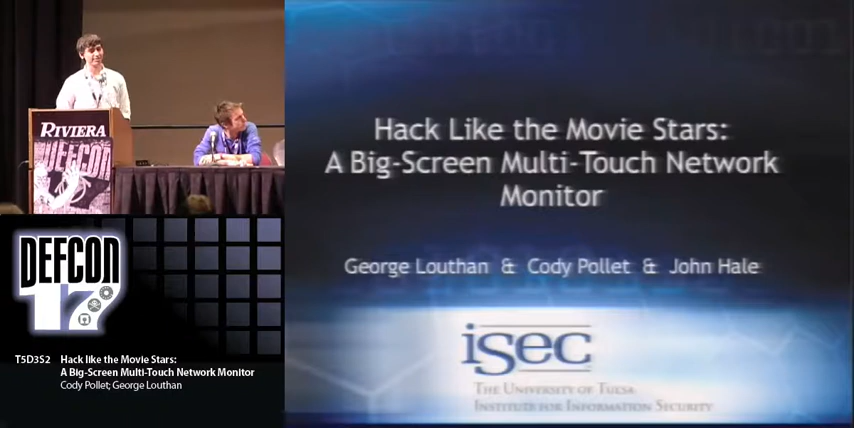 RIVIERA
DEFCON
Hack Like the Movie Stars:
A Big-Screen Multi-Touch Network
Monitor
George Louthan & Cody Pollet & John Hale
isec
THE UNIVERSITY OF TULSA
INSTITUTE FOR INFORMATION SECURITY
DEFCON
17
T5D3S2 Hack like the Movie Stars:
A Big-Screen Multi-Touch Network Monitor
Cody Pollet; George Louthan